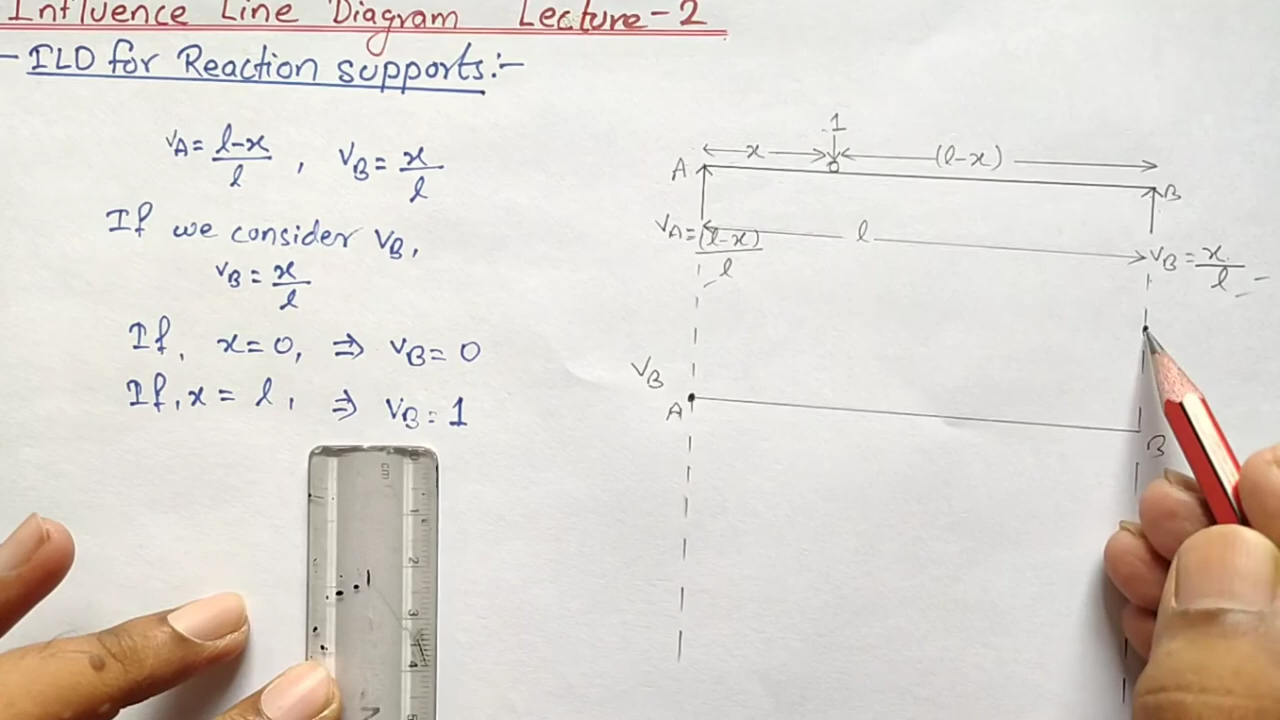 Influence Line Diagram Lecture-2
- ILD for Reaction supports:-
VA = (l-x)/l , VB = x/l
If we consider VB,
VB = x/l
If, x=0, ⇒ VB= 0
If, x= l, ⇒ VB= 1
1
x (l-x)
A B
VA = (l-x)/l l VB = x/l
VB
A B
cm
0
1
2
3
4
5